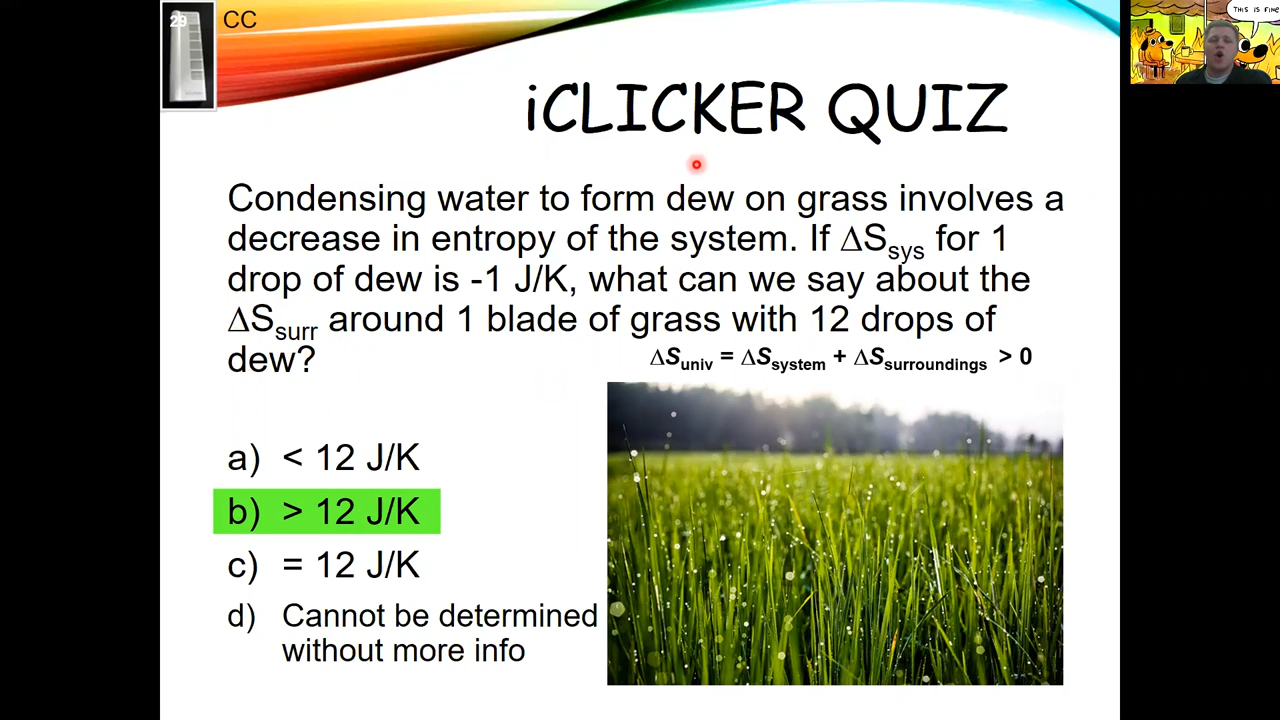 29
CC
THIS IS FINE
iCLICKER QUIZ
Condensing water to form dew on grass involves a
decrease in entropy of the system. If ΔSsys for 1
drop of dew is -1 J/K, what can we say about the
ΔSsurr around 1 blade of grass with 12 drops of
dew?
ΔSuniv = ΔSsystem + ΔSsurroundings > 0
a) < 12 J/K
b) > 12 J/K
c) = 12 J/K
d) Cannot be determined
without more info